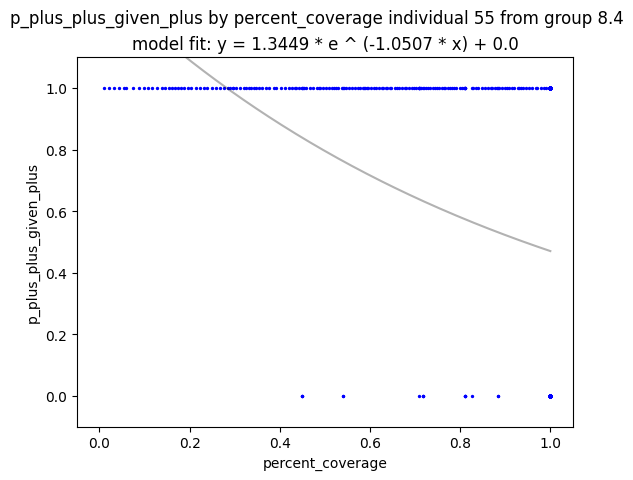 p_plus_plus_given_plus by percent_coverage individual 55 from group 8.4
model fit: y = 1.3449 * e ^ (-1.0507 * x) + 0.0
1.0
0.8
0.6
0.4
0.2
0.0
p_plus_plus_given_plus
0.0 0.2 0.4 0.6 0.8 1.0
percent_coverage